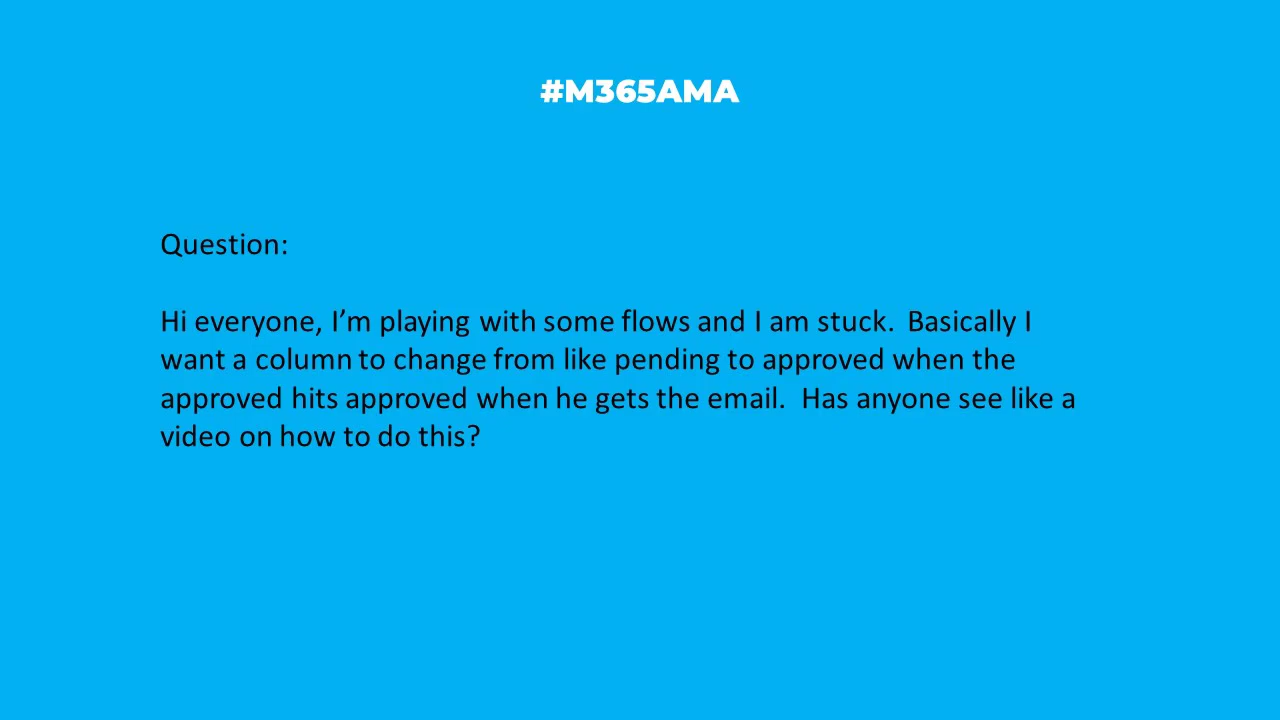 #M365AMA
Question:
Hi everyone, I’m playing with some flows and I am stuck.  Basically I
want a column to change from like pending to approved when the
approved hits approved when he gets the email.  Has anyone see like a
video on how to do this?